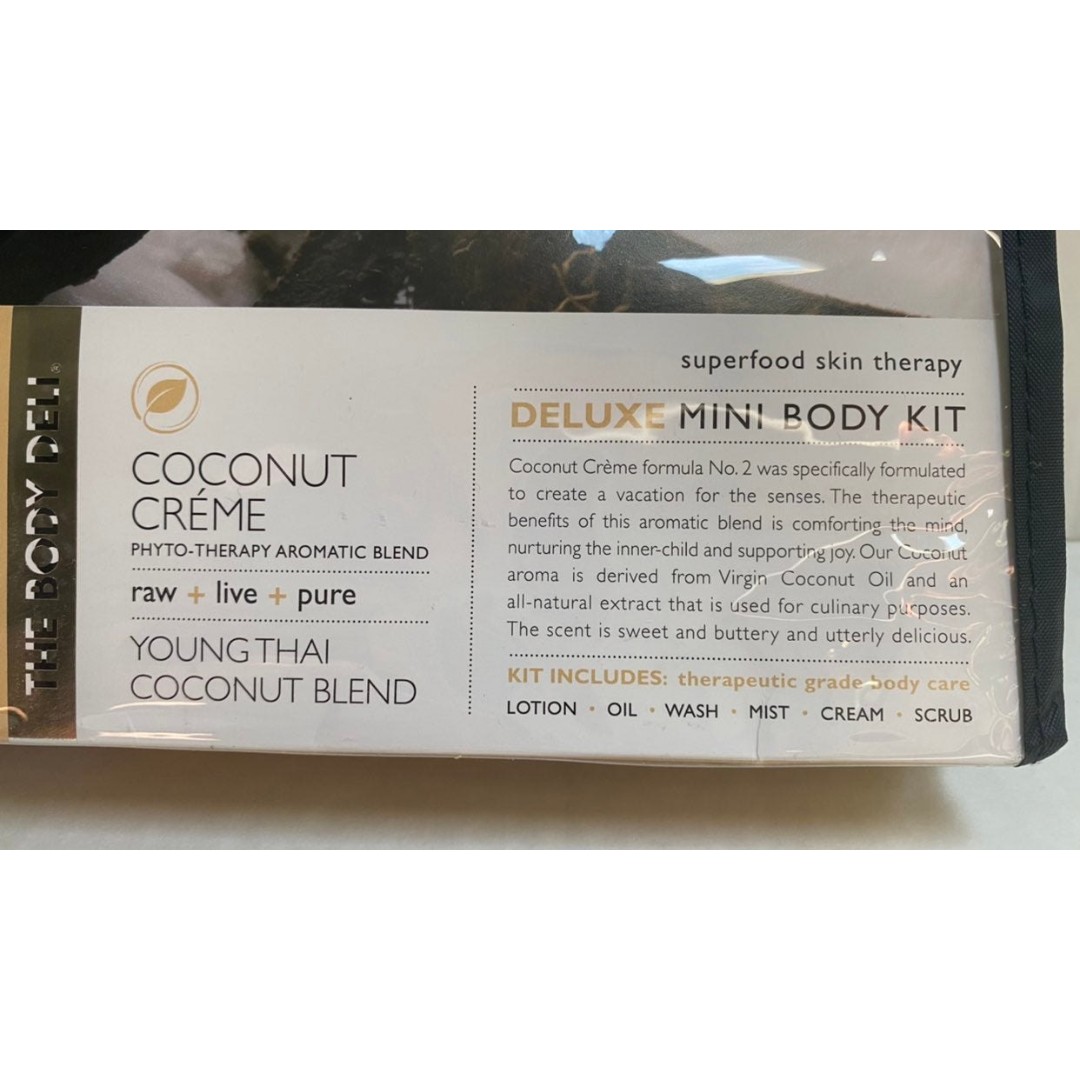 THE BODY DELI®
COCONUT
CRÉME
PHYTO-THERAPY AROMATIC BLEND
raw + live + pure
YOUNG THAI
COCONUT BLEND
superfood skin therapy
DELUXE MINI BODY KIT
Coconut Crème formula No. 2 was specifically formulated
to create a vacation for the senses. The therapeutic
benefits of this aromatic blend is comforting the mind,
nurturing the inner-child and supporting joy. Our Coconut
aroma is derived from Virgin Coconut Oil and an
all-natural extract that is used for culinary purposes.
The scent is sweet and buttery and utterly delicious.
KIT INCLUDES: therapeutic grade body care
LOTION • OIL • WASH • MIST • CREAM • SCRUB